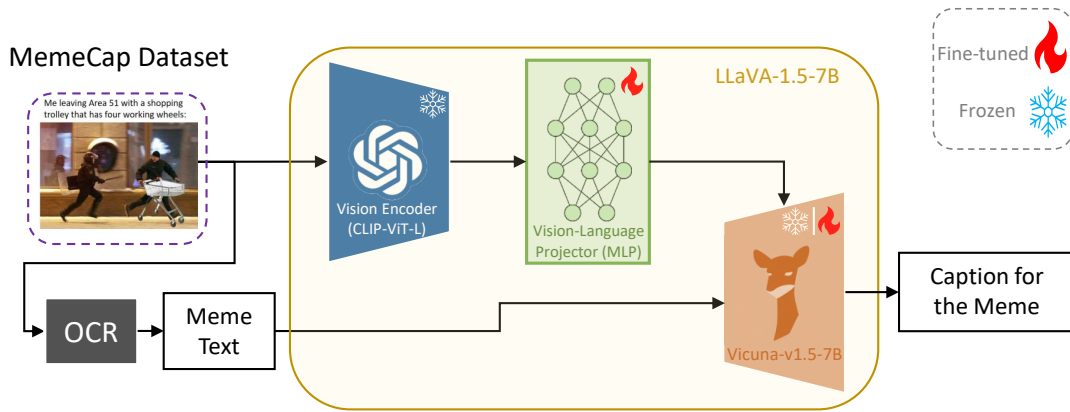 MemeCap Dataset
Me leaving Area 51 with a shopping
trolley that has four working wheels:
OCR
Meme
Text
LLaVA-1.5-7B
Vision Encoder
(CLIP-ViT-L)
Vision-Language
Projector (MLP)
Vicuna-v1.5-7B
Caption for
the Meme
Fine-tuned
Frozen